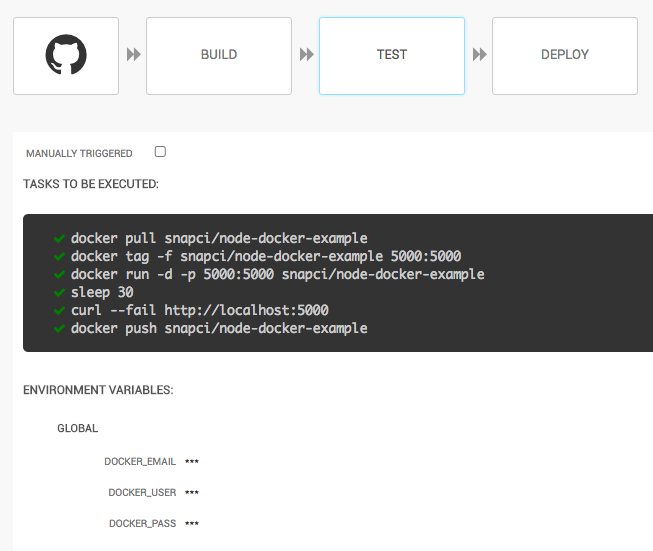 BUILD
TEST
DEPLOY
MANUALLY TRIGGERED
TASKS TO BE EXECUTED:
docker pull snapci/node-docker-example
docker tag -f snapci/node-docker-example 5000:5000
docker run -d -p 5000:5000 snapci/node-docker-example
sleep 30
curl --fail http://localhost:5000
docker push snapci/node-docker-example
ENVIRONMENT VARIABLES:
GLOBAL
DOCKER_EMAIL ***
DOCKER_USER ***
DOCKER_PASS ***